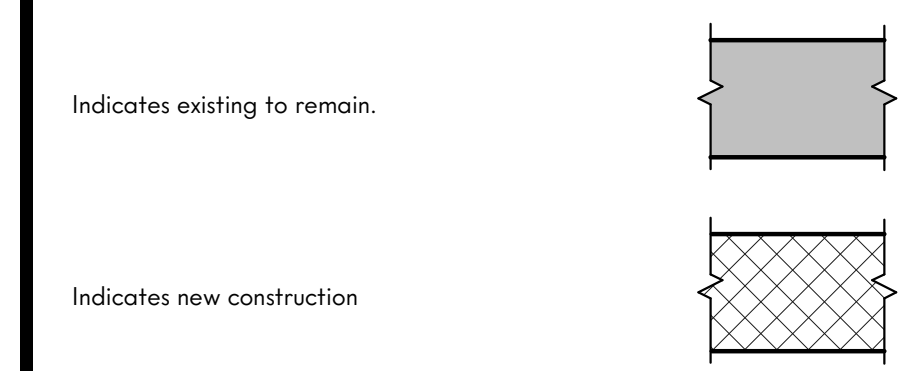 Indicates existing to remain.
Indicates new construction